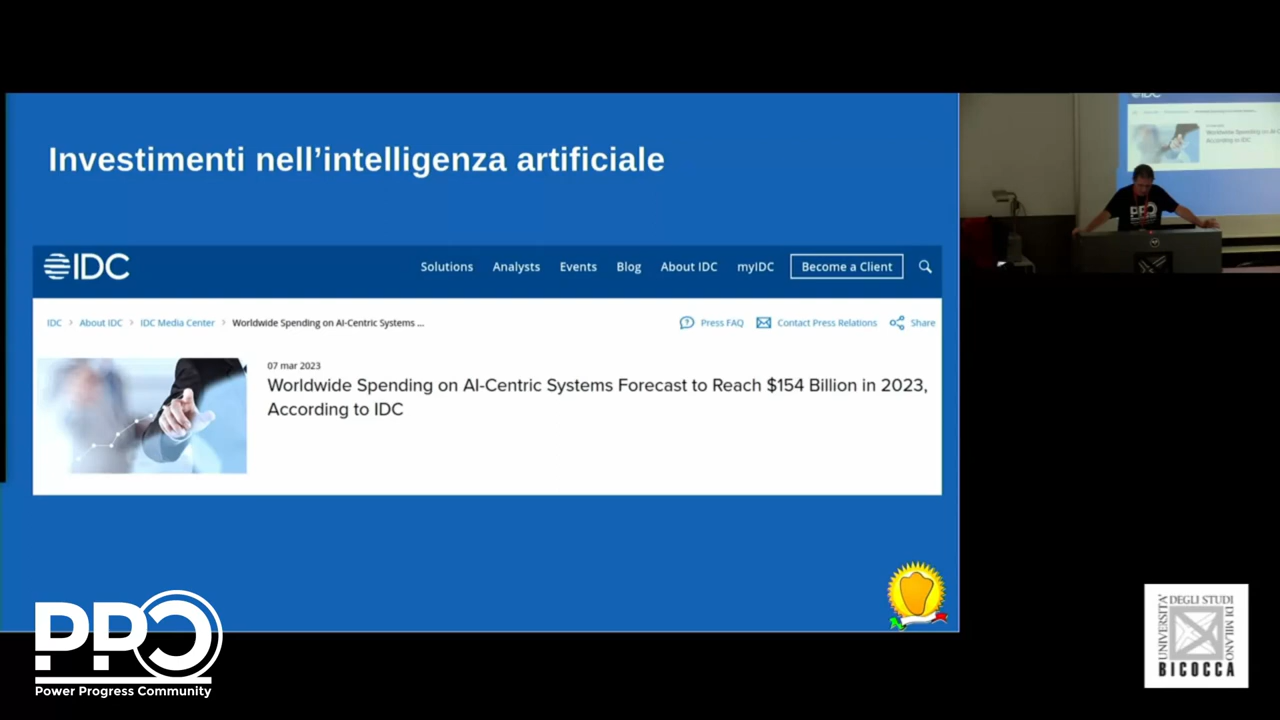 Investimenti nell’intelligenza artificiale
IDC
Solutions Analysts Events Blog About IDC myIDC Become a Client
IDC > About IDC > IDC Media Center > Worldwide Spending on AI-Centric Systems ... Press FAQ Contact Press Relations Share
07 mar 2023
Worldwide Spending on AI-Centric Systems Forecast to Reach $154 Billion in 2023,
According to IDC
PPC
Power Progress Community
UNIVERSITÀ
DEGLI STUDI
DI MILANO
BICOCCA